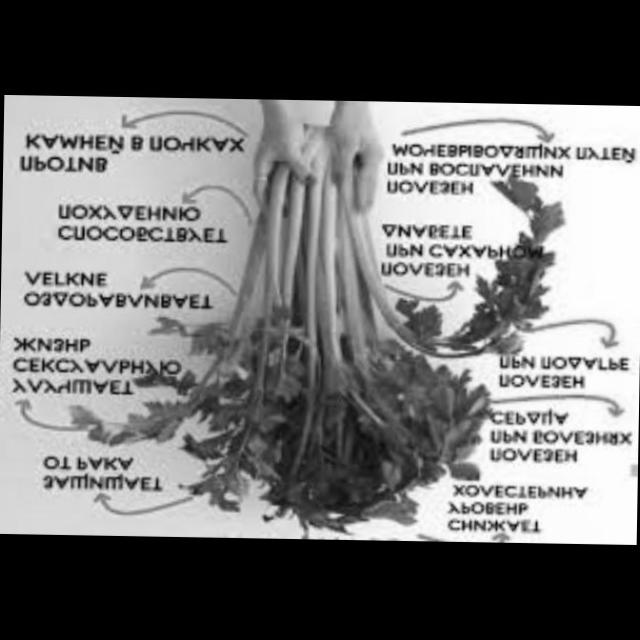 ЗАЩИЩАЕТ
ОТ РАКА
УЛУЧШАЕТ
СЕКСУАЛЬНУЮ
ЖИЗНЬ
ОЗДОРАВЛИВАЕТ
ЛЕГКИЕ
СПОСОБСТВУЕТ
ПОХУДЕНИЮ
ПРОТИВ
КАМНЕЙ В ПОЧКАХ
СНИЖАЕТ
УРОВЕНЬ
ХОЛЕСТЕРИНА
ПОЛЕЗЕН
ПРИ БОЛЕЗНЯХ
СЕРДЦА
ПОЛЕЗЕН
ПРИ ПОДАГРЕ
ПОЛЕЗЕН
ПРИ САХАРНОМ
ДИАБЕТЕ
ПОЛЕЗЕН
ПРИ ВОСПАЛЕНИИ
МОЧЕВЫВОДЯЩИХ ПУТЕЙ